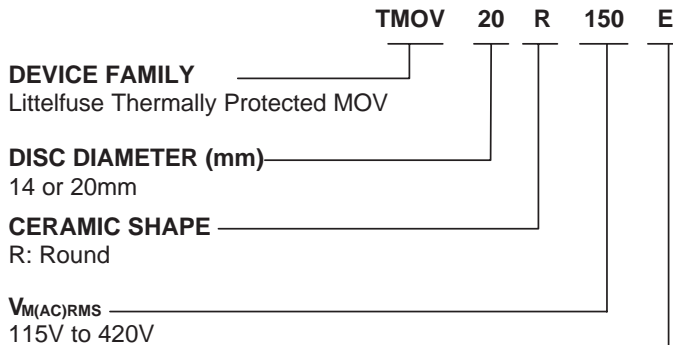 TMOV 20 R 150 E
DEVICE FAMILY
Littelfuse Thermally Protected MOV
DISC DIAMETER (mm)
14 or 20mm
CERAMIC SHAPE
R: Round
VM(AC)RMS
115V to 420V